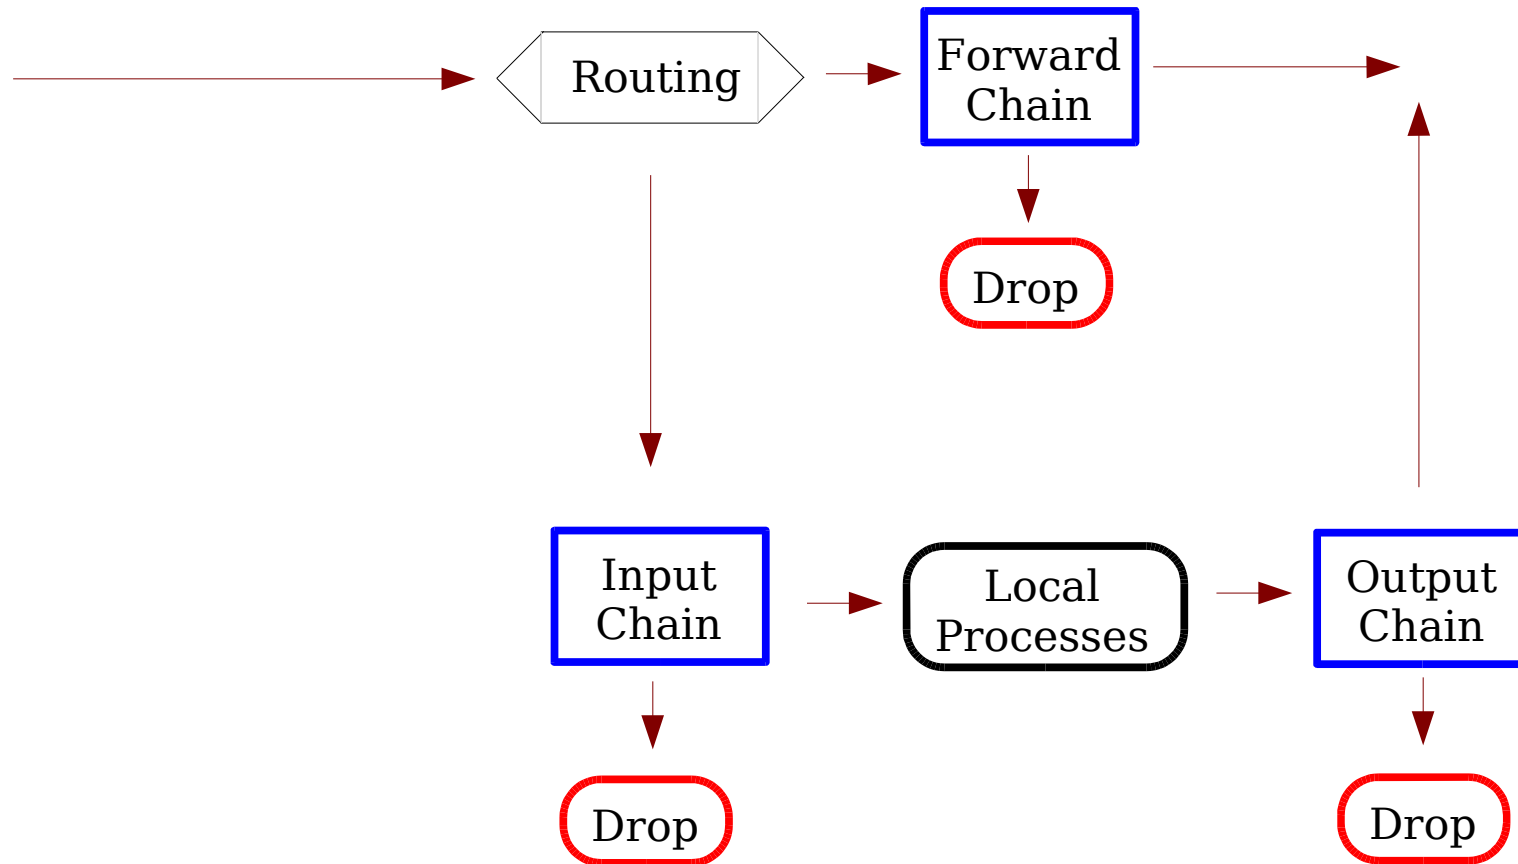 Routing
Forward
Chain
Drop
Input
Chain
Local
Processes
Output
Chain
Drop
Drop